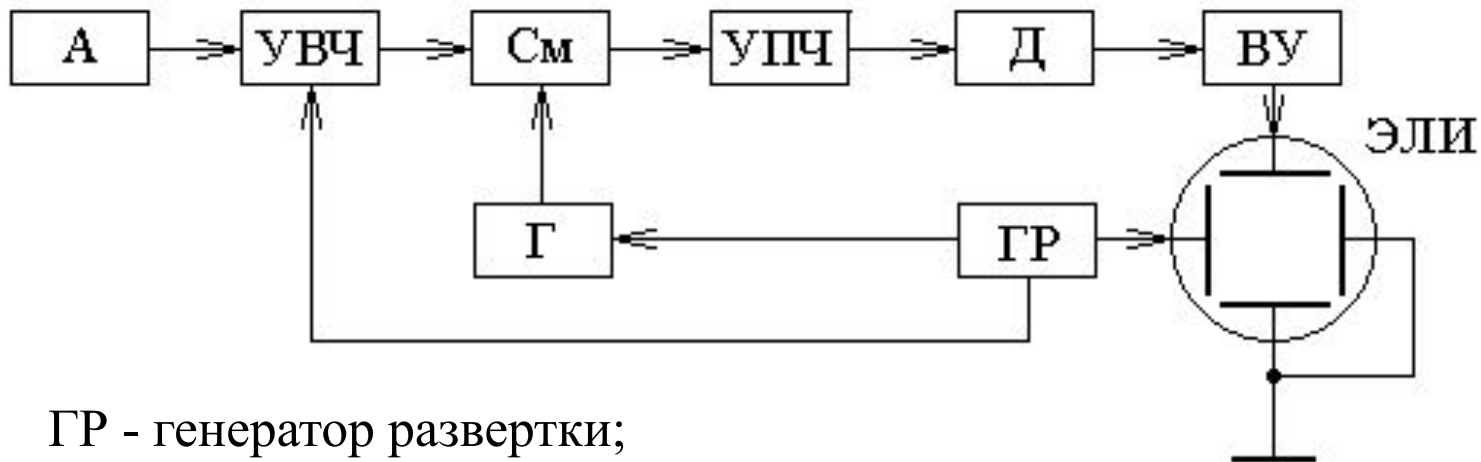 А УВЧ См УПЧ Д ВУ
ЭЛИ
Г ГР
ГР - генератор развертки;